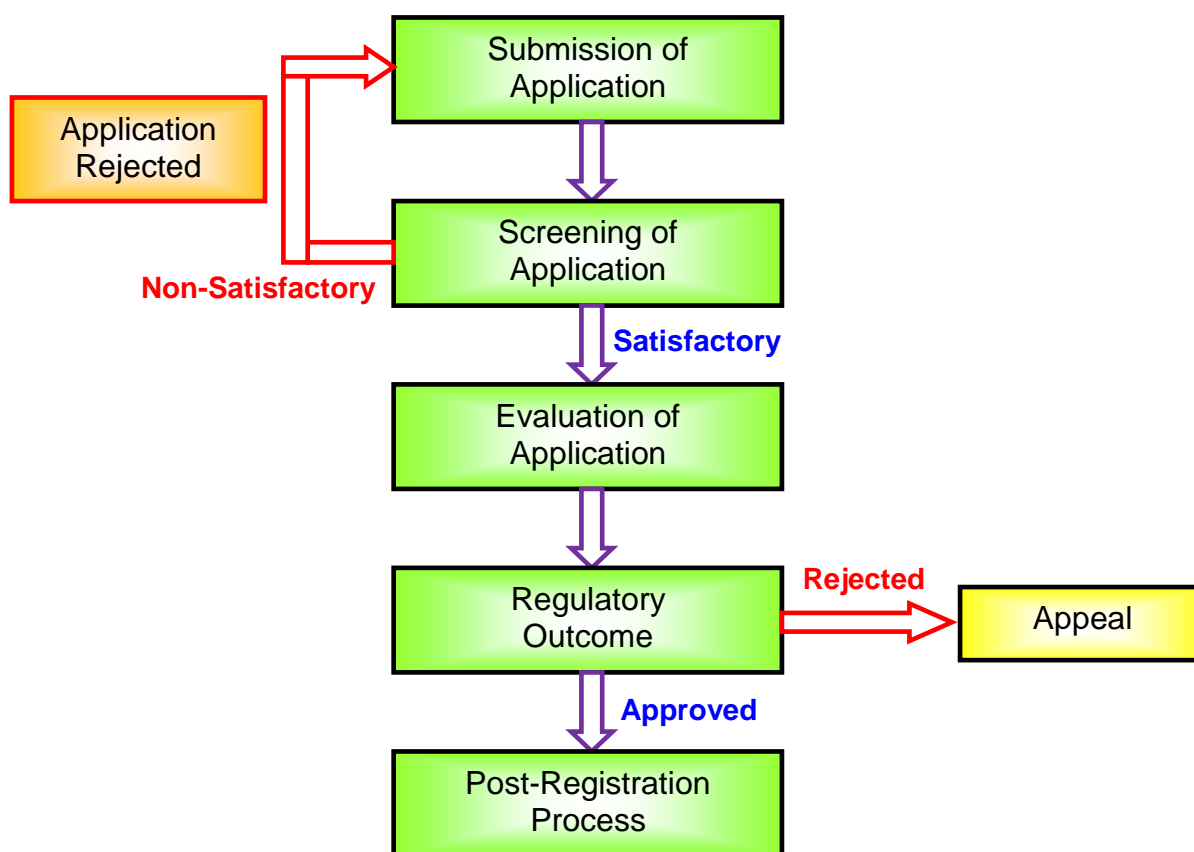 Submission of
Application
Application
Rejected
Screening of
Application
Non-Satisfactory
Satisfactory
Evaluation of
Application
Regulatory
Outcome
Rejected
Appeal
Approved
Post-Registration
Process